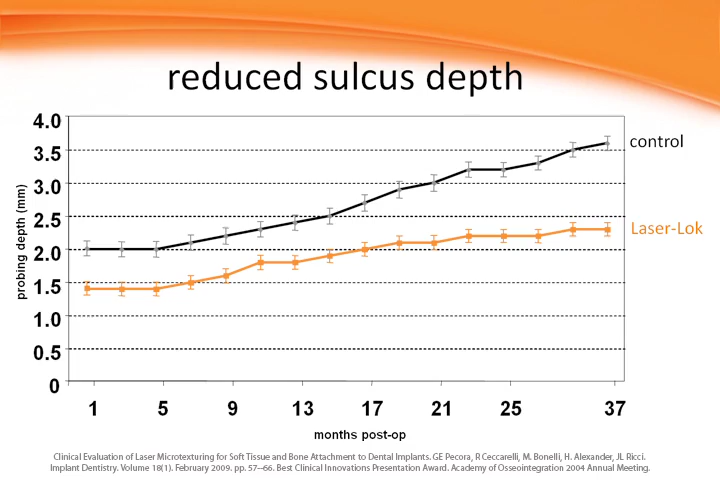 reduced sulcus depth
4.0
3.5
3.0
2.5
2.0
1.5
1.0
0.5
0
probing depth (mm)
control
Laser-Lok
1 5 9 13 17 21 25 37
months post-op
Clinical Evaluation of Laser Microtexturing for Soft Tissue and Bone Attachment to Dental Implants. GE Pecora, R Ceccarelli, M. Bonelli, H. Alexander, JL Ricci.
Implant Dentistry. Volume 18(1). February 2009. pp. 57--66. Best Clinical Innovations Presentation Award. Academy of Osseointegration 2004 Annual Meeting.